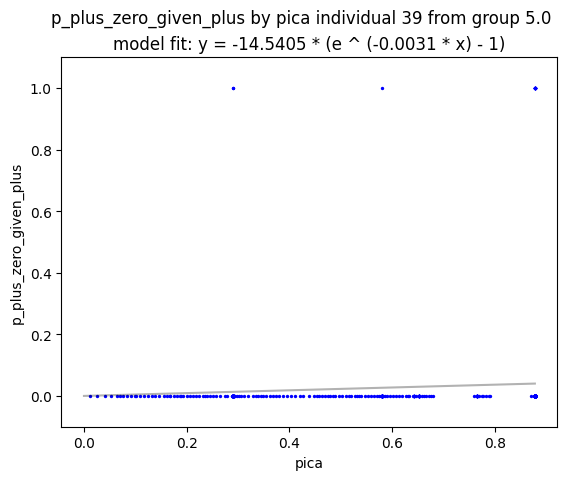 p_plus_zero_given_plus by pica individual 39 from group 5.0
model fit: y = -14.5405 * (e ^ (-0.0031 * x) - 1)
1.0
0.8
0.6
0.4
0.2
0.0
p_plus_zero_given_plus
0.0 0.2 0.4 0.6 0.8
pica